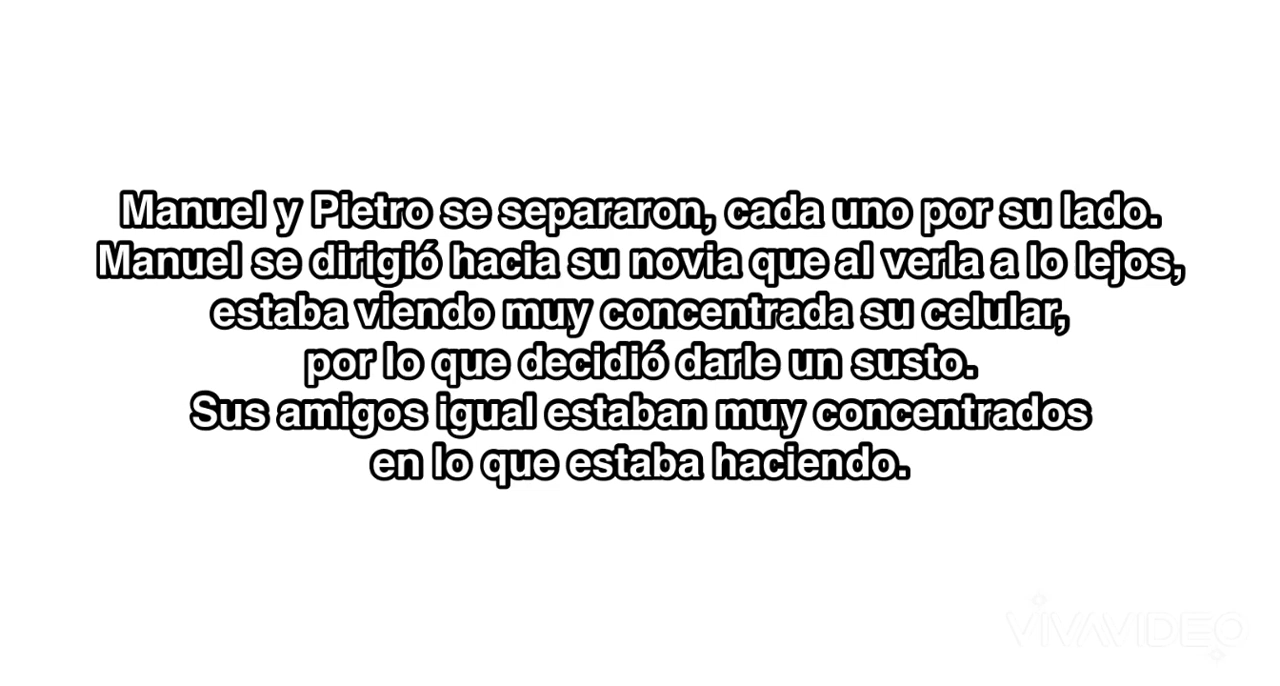 Manuel y Pietro se separaron, cada uno por su lado.
Manuel se dirigió hacia su novia que al verla a lo lejos,
estaba viendo muy concentrada su celular,
por lo que decidió darle un susto.
Sus amigos igual estaban muy concentrados
en lo que estaba haciendo.
VIVAVIDEO